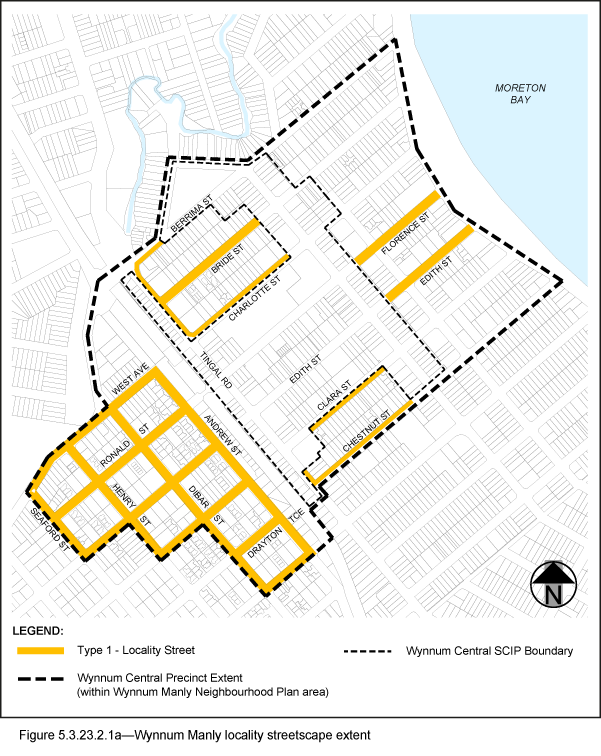 MORETON
BAY
BERRIMA ST
FLORENCE ST
BRIDE ST
EDITH ST
CHARLOTTE ST
TINGAL RD
EDITH ST
WEST AVE
CLARA ST
ANDREW ST
CHESTNUT ST
RONALD ST
HENRY ST
DIBAR ST
SEAFORD ST
DRAYTON TCE
N
LEGEND:
Type 1 - Locality Street
Wynnum Central SCIP Boundary
Wynnum Central Precinct Extent
(within Wynnum Manly Neighbourhood Plan area)
Figure 5.3.23.2.1a—Wynnum Manly locality streetscape extent